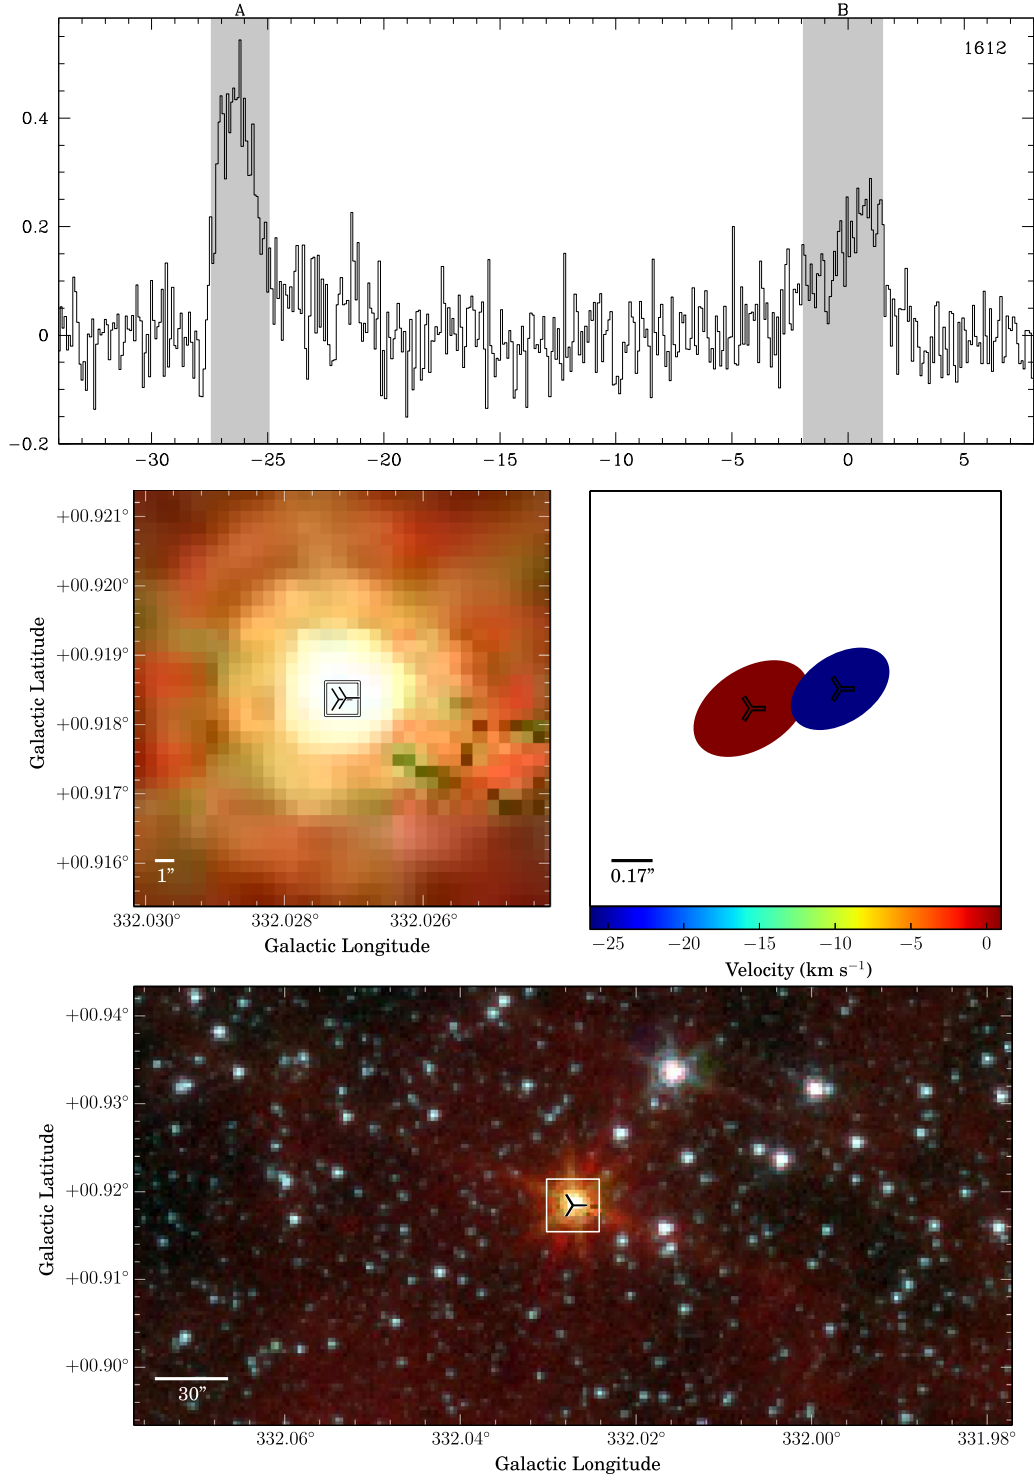 A B
1612
0.4
0.2
0
−0.2
−30 −25 −20 −15 −10 −5 0 5
+00.921°
+00.920°
+00.919°
+00.918°
+00.917°
+00.916°
Galactic Latitude
1”
332.030° 332.028° 332.026°
Galactic Longitude
0.17”
−25 −20 −15 −10 −5 0
Velocity (km s−1)
+00.94°
+00.93°
+00.92°
+00.91°
+00.90°
Galactic Latitude
30”
332.06° 332.04° 332.02° 332.00° 331.98°
Galactic Longitude